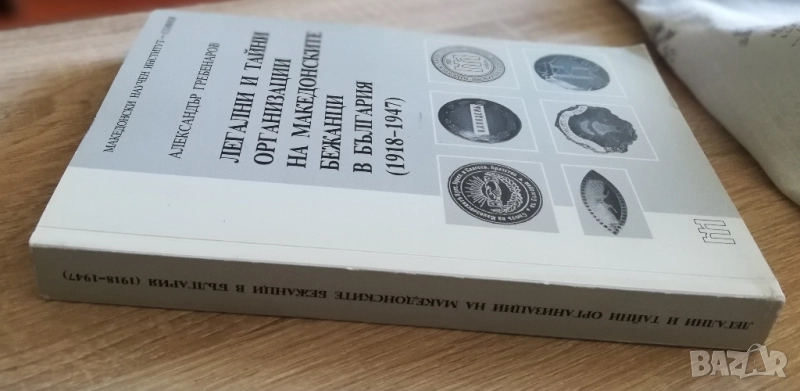 МАКЕДОНСКИ НАУЧЕН ИНСТИТУТ – СОФИЯ
АЛЕКСАНДЪР ГРЕБЕНАРОВ
ЛЕГАЛНИ И ТАЙНИ
ОРГАНИЗАЦИИ
НА МАКЕДОНСКИТЕ
БЕЖАНЦИ
В БЪЛГАРИЯ
(1918–1947)
ЛЕГАЛНИ И ТАЙНИ ОРГАНИЗАЦИИ НА МАКЕДОНСКИТЕ БЕЖАНЦИ В БЪЛГАРИЯ (1918–1947)
bazar